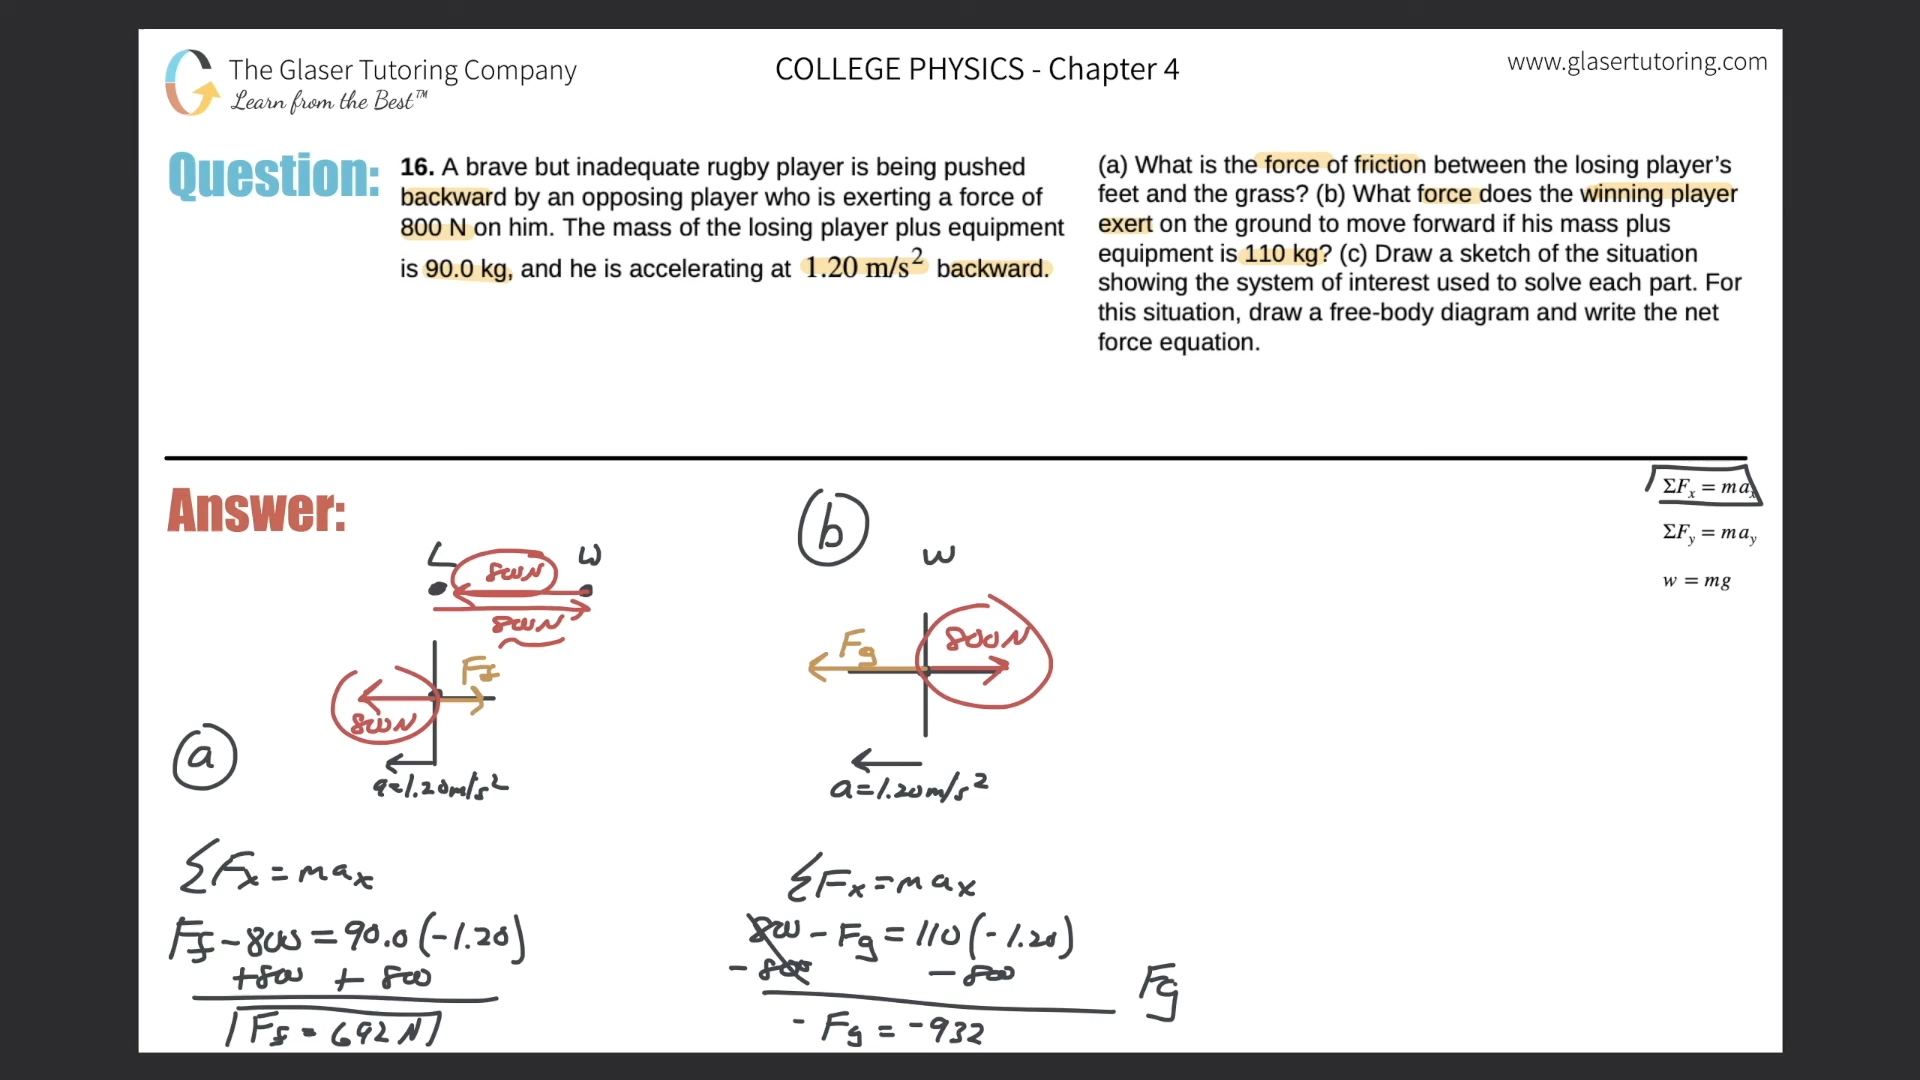 The Glaser Tutoring Company
Learn from the Best™
COLLEGE PHYSICS - Chapter 4
www.glasertutoring.com
Question:
16. A brave but inadequate rugby player is being pushed
backward by an opposing player who is exerting a force of
800 N on him. The mass of the losing player plus equipment
is 90.0 kg, and he is accelerating at 1.20 m/s² backward.
(a) What is the force of friction between the losing player’s
feet and the grass? (b) What force does the winning player
exert on the ground to move forward if his mass plus
equipment is 110 kg? (c) Draw a sketch of the situation
showing the system of interest used to solve each part. For
this situation, draw a free-body diagram and write the net
force equation.
Answer:
ΣFx = max
ΣFy = may
w = mg
L W
800N
800N
Ff
800N
a
a=1.20m/s²
ΣFx = max
Ff - 800 = 90.0(-1.20)
+800 + 800
Ff = 692 N
b
W
Fg 800N
a=1.20m/s²
ΣFx = max
800 - Fg = 110(-1.20)
- 800 - 800
- Fg = -932
Fg